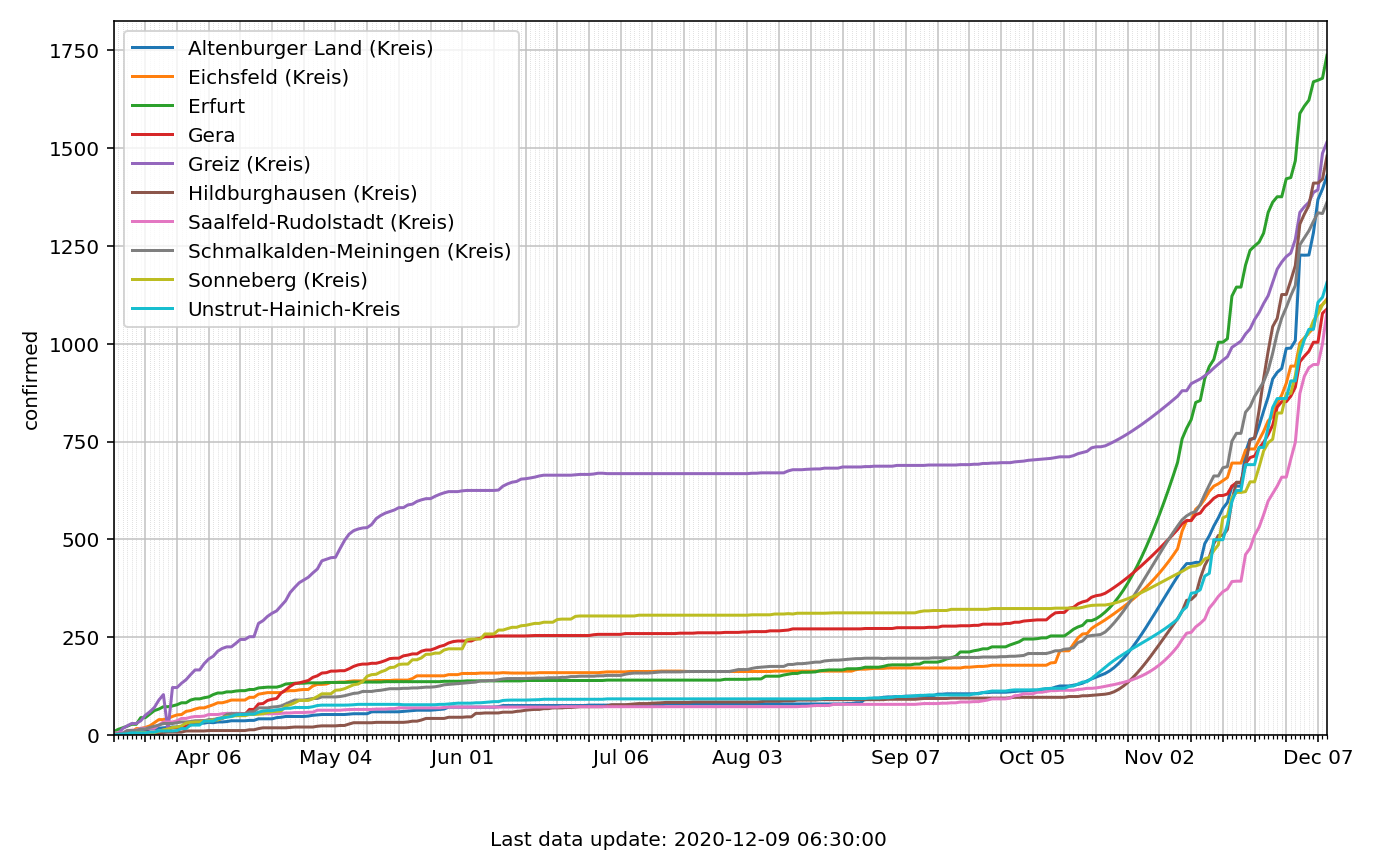 1750
1500
1250
1000
750
500
250
0
confirmed
Altenburger Land (Kreis)
Eichsfeld (Kreis)
Erfurt
Gera
Greiz (Kreis)
Hildburghausen (Kreis)
Saalfeld-Rudolstadt (Kreis)
Schmalkalden-Meiningen (Kreis)
Sonneberg (Kreis)
Unstrut-Hainich-Kreis
Apr 06 May 04 Jun 01 Jul 06 Aug 03 Sep 07 Oct 05 Nov 02 Dec 07
Last data update: 2020-12-09 06:30:00